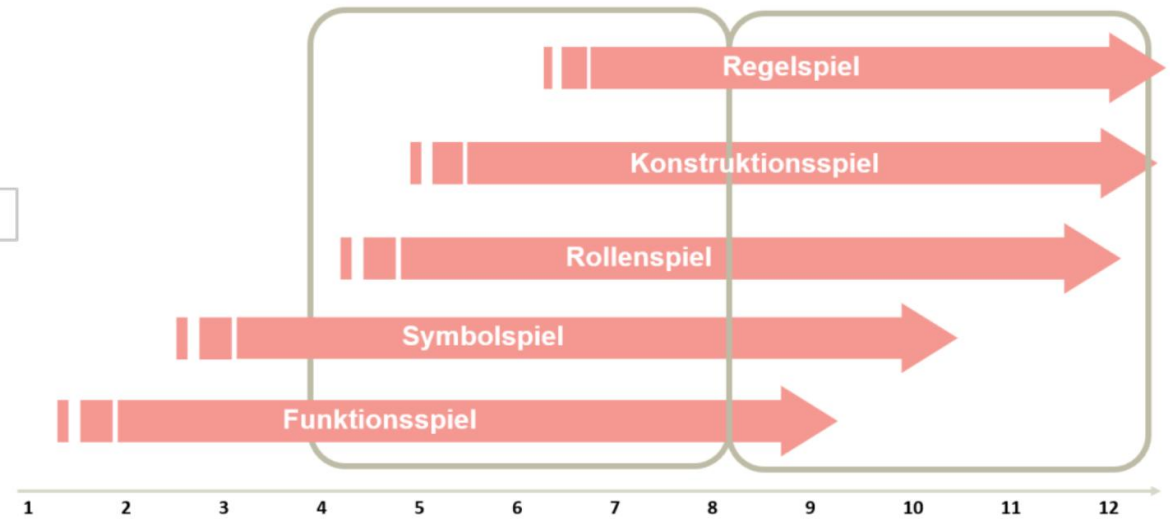 Regelspiel
Konstruktionsspiel
Rollenspiel
Symbolspiel
Funktionsspiel
1 2 3 4 5 6 7 8 9 10 11 12